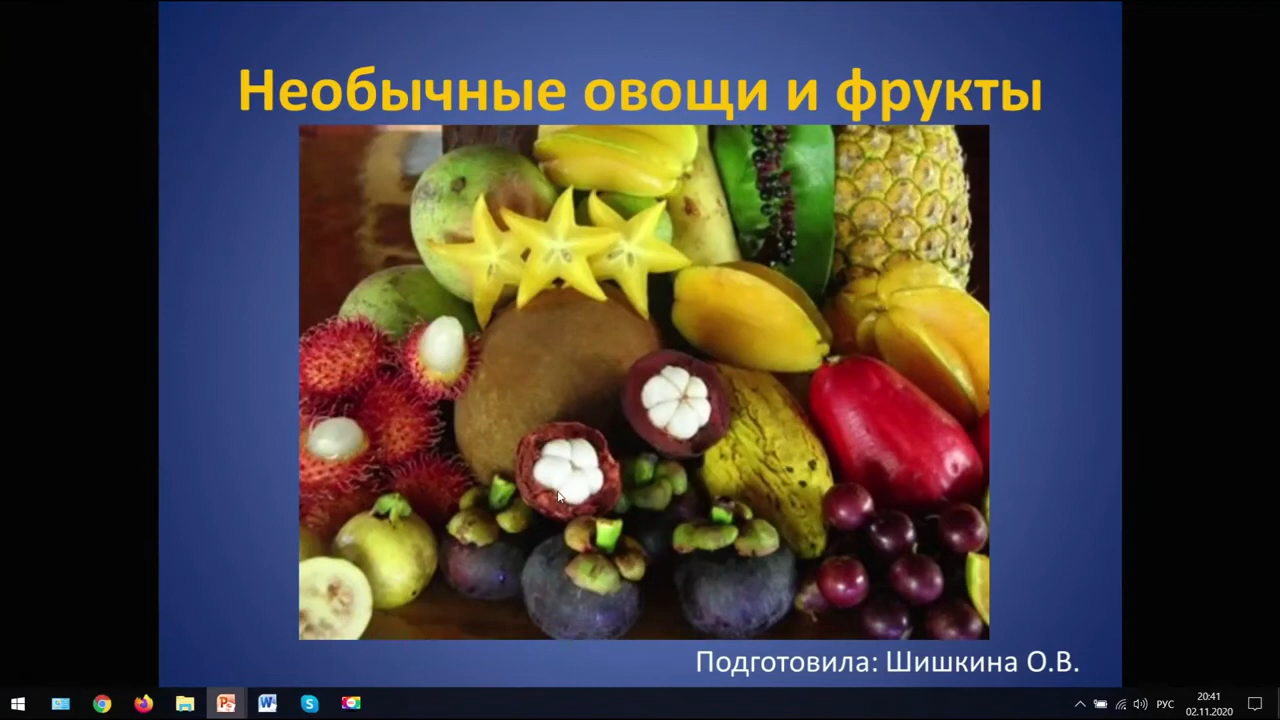 Необычные овощи и фрукты
Подготовила: Шишкина О.В.
РУС
20:41
02.11.2020